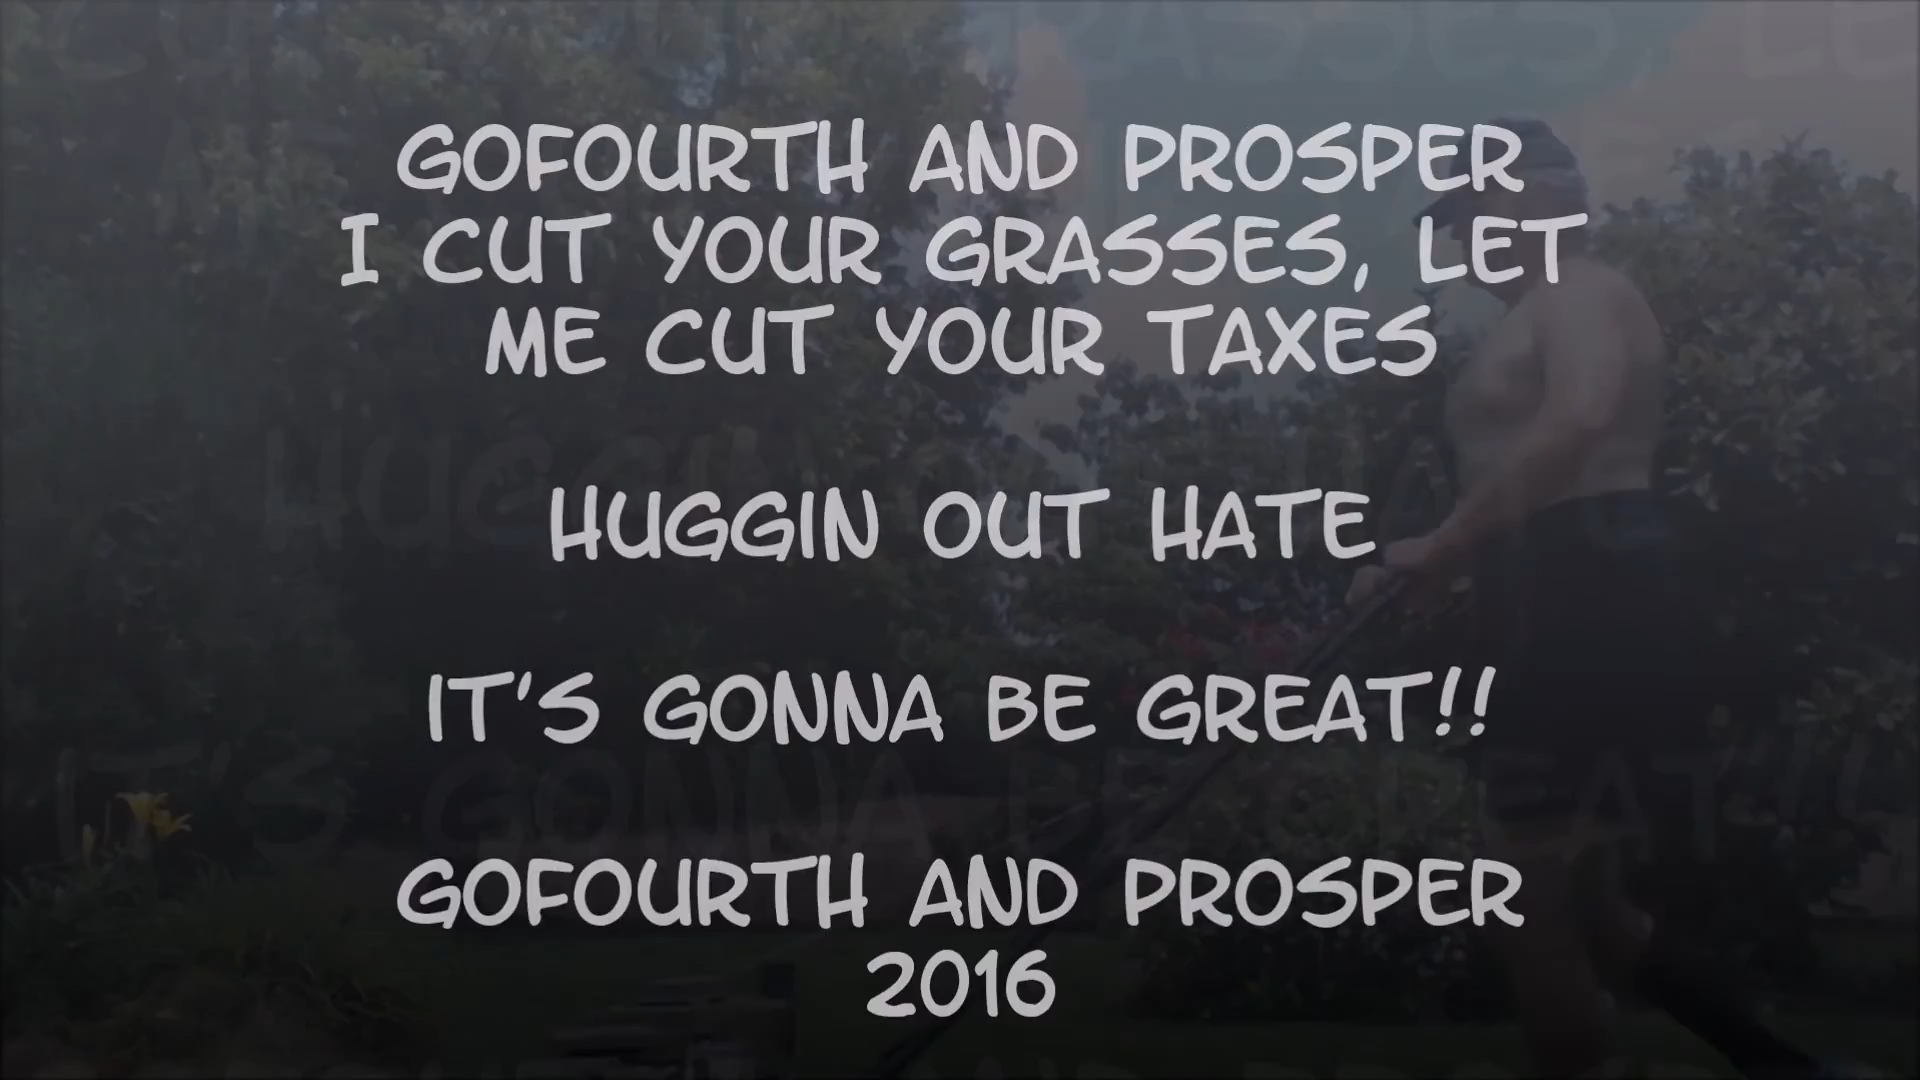 GOFOURTH AND PROSPER
I CUT YOUR GRASSES, LET
ME CUT YOUR TAXES
HUGGIN OUT HATE
IT'S GONNA BE GREAT!!
GOFOURTH AND PROSPER
2016